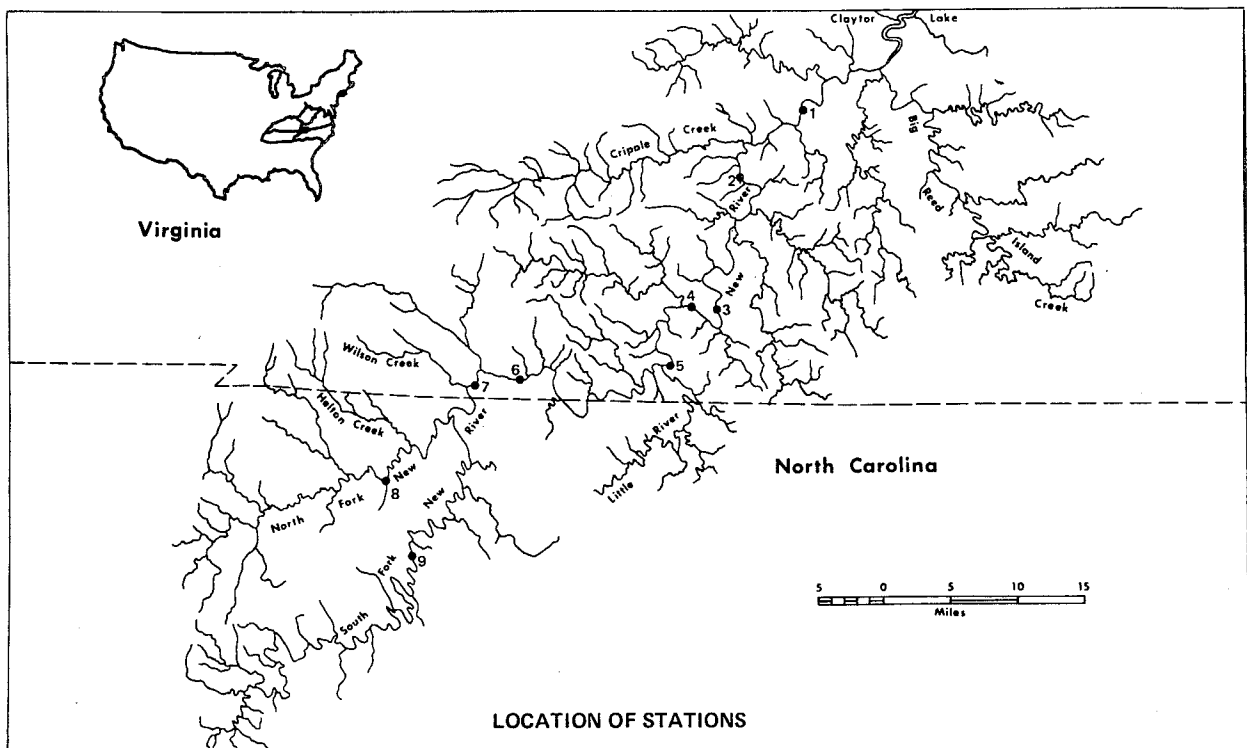 Claytor Lake
Virginia
1
Cripple Creek
Big Reed Island Creek
2
River
New
4
3
5
Wilson Creek
6
7
Helton Creek
River
Little River
North Carolina
North Fork New
8
South Fork New
9
5 0 5 10 15
Miles
LOCATION OF STATIONS